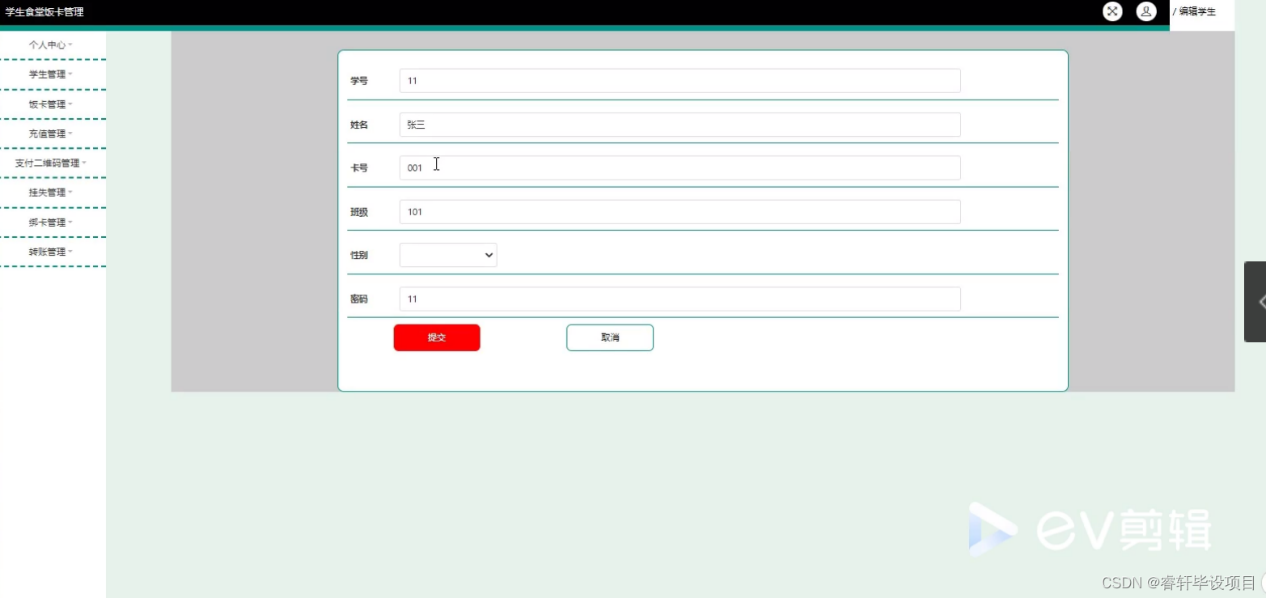 学生食堂饭卡管理
/ 编辑学生
个人中心
学生管理
饭卡管理
充值管理
支付二维码管理
挂失管理
绑卡管理
转账管理
学号 11
姓名 张三
卡号 001
班级 101
性别
密码 11
提交 取消
eV剪辑
CSDN @睿轩毕设项目